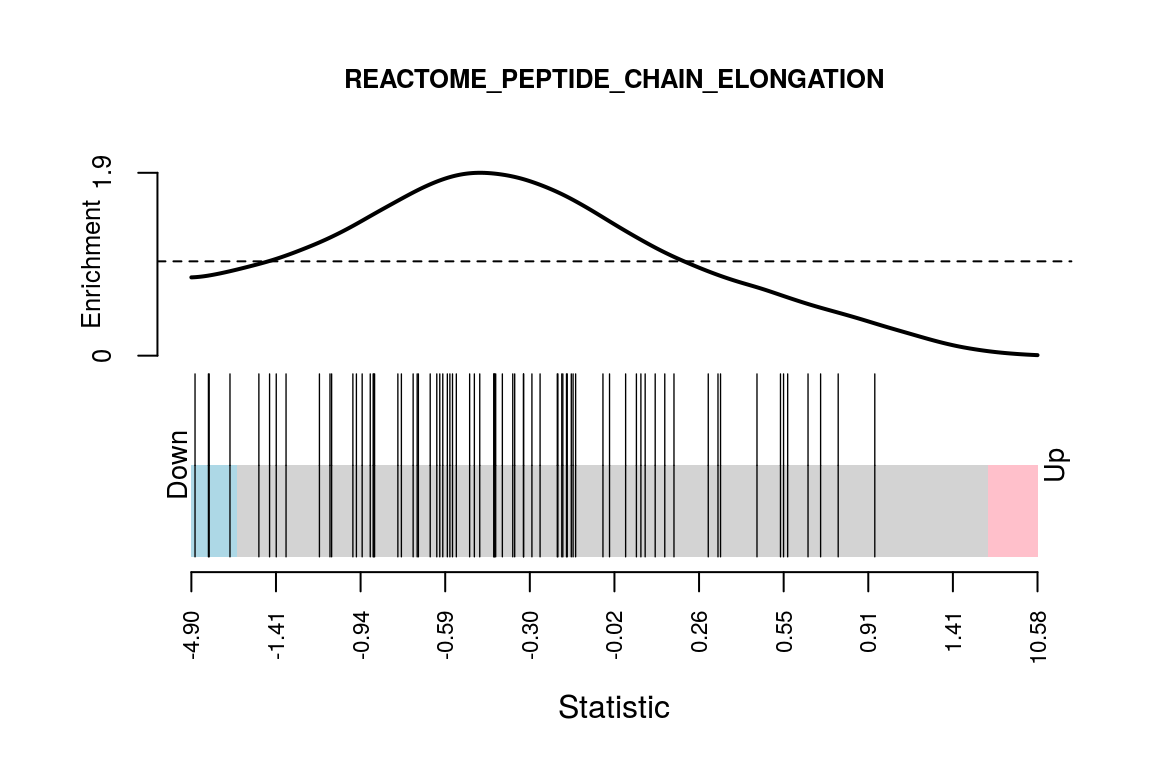 REACTOME_PEPTIDE_CHAIN_ELONGATION
Enrichment
1.9
0
Down
Up
-4.90
-1.41
-0.94
-0.59
-0.30
-0.02
0.26
0.55
0.91
1.41
10.58
Statistic